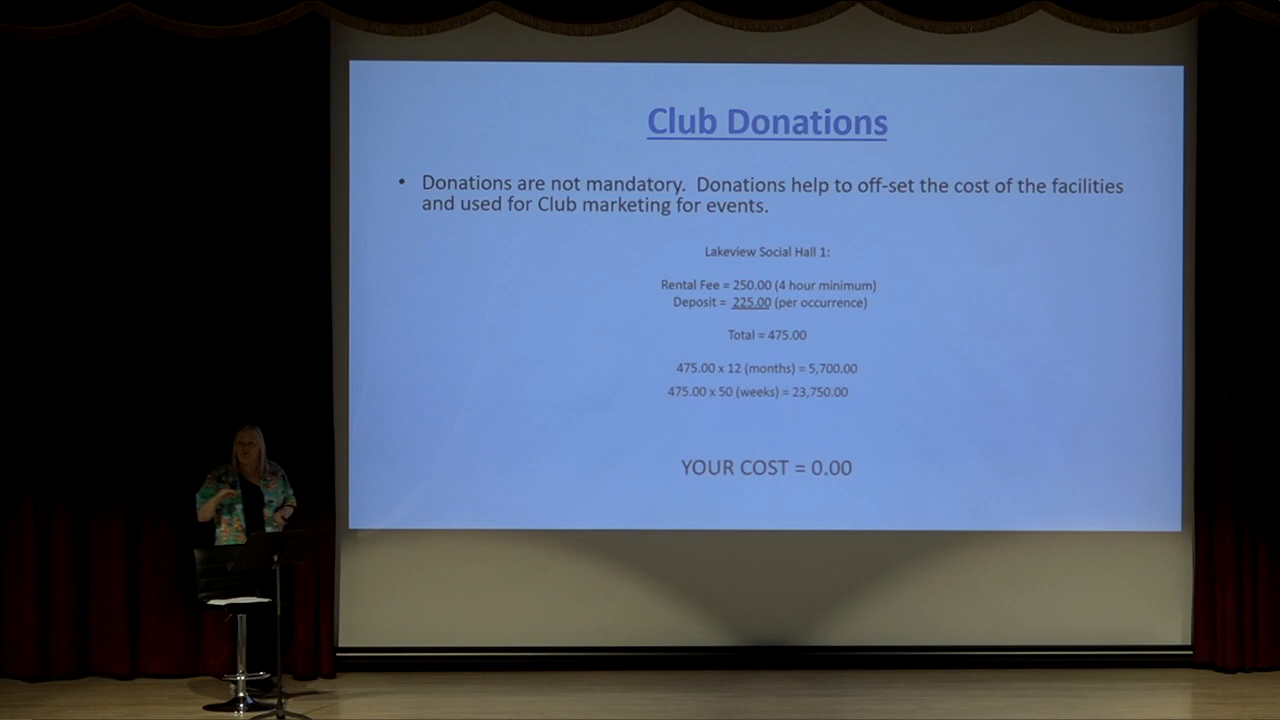 Club Donations
• Donations are not mandatory.  Donations help to off-set the cost of the facilities
and used for Club marketing for events.
Lakeview Social Hall 1:
Rental Fee = 250.00 (4 hour minimum)
Deposit =  225.00 (per occurrence)
Total = 475.00
475.00 x 12 (months) = 5,700.00
475.00 x 50 (weeks) = 23,750.00
YOUR COST = 0.00